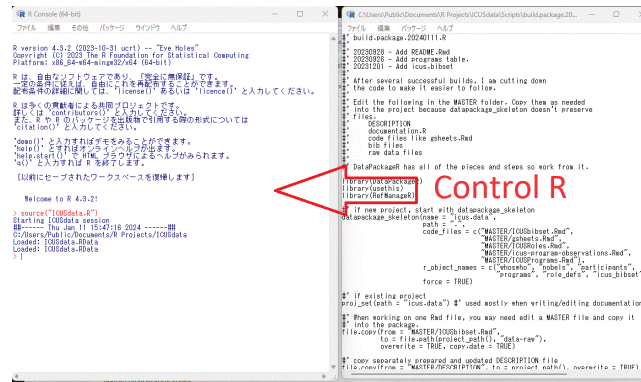 R Console (64-bit)
ファイル 編集 その他 パッケージ ウインドウ ヘルプ
R version 4.3.2 (2023-10-31 ucrt) -- "Eye Holes"
Copyright (C) 2023 The R Foundation for Statistical Computing
Platform: x86_64-w64-mingw32/x64 (64-bit)
R は、自由なソフトウェアであり、「完全に無保証」です。
一定の条件に従えば、自由にこれを再配布することができます。
配布条件の詳細に関しては、'license()' あるいは 'licence()' と入力してください。
R は多くの貢献者による共同プロジェクトです。
詳しくは 'contributors()' と入力してください。
また、R や R のパッケージを出版物で引用する際の形式については
'citation()' と入力してください。
'demo()' と入力すればデモをみることができます。
'help()' とすればオンラインヘルプが出ます。
'help.start()' で HTML ブラウザによるヘルプがみられます。
'q()' と入力すれば R を終了します。
[以前にセーブされたワークスペースを復帰します]
Welcome to R 4.3.2!
> source("ICUSdata.R")
Starting ICUSdata session
##------ Thu Jan 11 15:47:16 2024 ------##
C:/Users/Public/Documents/R Projects/ICUSdata
Loaded: ICUSdata.RData
Loaded: ICUSdata.RData
>
C:\Users\Public\Documents\R Projects\ICUSdata\Scripts\build.package.20...
ファイル 編集 パッケージ ウインドウ ヘルプ
#' build.package.20240111.R
#'
#' 20230928 - Add README.Rmd
#' 20230928 - Add programs table.
#' 20231201 - Add icus.bibset
#'
#' After several successful builds, I am cutting down
#' the code to make it easier to follow.
#'
#' Edit the following in the MASTER folder. Copy them as needed
#' into the project because datapackage_skeleton doesn't preserve
#' files.
#' DESCRIPTION
#' documentation.R
#' code files like gsheets.Rmd
#' bib files
#' raw data files
#'
#' DataPackageR has all of the pieces and steps so work from it.
library(DataPackageR)
library(usethis)
library(RefManageR)
Control R
#' if new project, start with datapackage_skeleton
datapackage_skeleton(name = "icus.data",
path = ".",
code_files = c("MASTER/ICUSbibset.Rmd",
"MASTER/gsheets.Rmd",
"MASTER/ICUSRoles.Rmd",
"MASTER/icus-program-observations.Rmd",
"MASTER/ICUSPrograms.Rmd"),
r_object_names = c("whoswho", "nobels", "participants",
"programs", "role_defs", "icus_bibset"
force = TRUE)
#' if existing project
proj_set(path = "icus.data") #' used mostly when writing/editing documentation
#' When working on one Rmd file, you may need edit a MASTER file and copy it
#' into the package.
file.copy(from = "MASTER/ICUSbibset.Rmd",
to = file.path(project_path(), "data-raw"),
overwrite = TRUE, copy.date = TRUE)
#' copy separately prepared and updated DESCRIPTION file
file.copy(from = "MASTER/DESCRIPTION", to = project_path(), overwrite = TRUE,